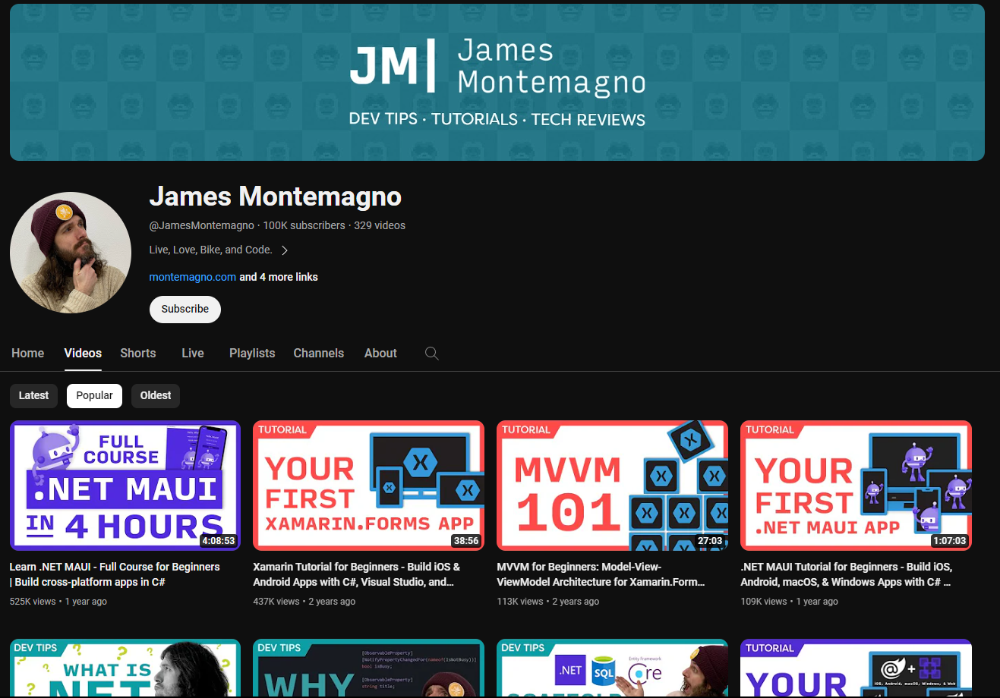 JM| James
Montemagno
DEV TIPS · TUTORIALS · TECH REVIEWS
James Montemagno
@JamesMontemagno · 100K subscribers · 329 videos
Live, Love, Bike, and Code.
montemagno.com and 4 more links
Subscribe
Home Videos Shorts Live Playlists Channels About
Latest Popular Oldest
FULL
COURSE
.NET MAUI
IN 4 HOURS
4:08:53
Learn .NET MAUI - Full Course for Beginners
| Build cross-platform apps in C#
525K views • 1 year ago
TUTORIAL
YOUR
FIRST
XAMARIN.FORMS APP
38:56
Xamarin Tutorial for Beginners - Build iOS &
Android Apps with C#, Visual Studio, and...
437K views • 2 years ago
TUTORIAL
MVVM
101
27:03
MVVM for Beginners: Model-View-
ViewModel Architecture for Xamarin.Form...
113K views • 2 years ago
TUTORIAL
YOUR
FIRST
.NET MAUI APP
1:07:03
.NET MAUI Tutorial for Beginners - Build iOS,
Android, macOS, & Windows Apps with C# ...
109K views • 1 year ago
DEV TIPS
WHAT IS
.NET
DEV TIPS
WHY
[ObservableProperty]
[NotifyPropertyChangedFor(nameof(IsNotBusy))]
bool isBusy;
[ObservableProperty]
string title;
DEV TIPS
.NET
SQL
Entity Framework
Core
SCAFFOLD
TUTORIAL
YOUR
@ +
iOS, Android, macOS, Windows, & Web